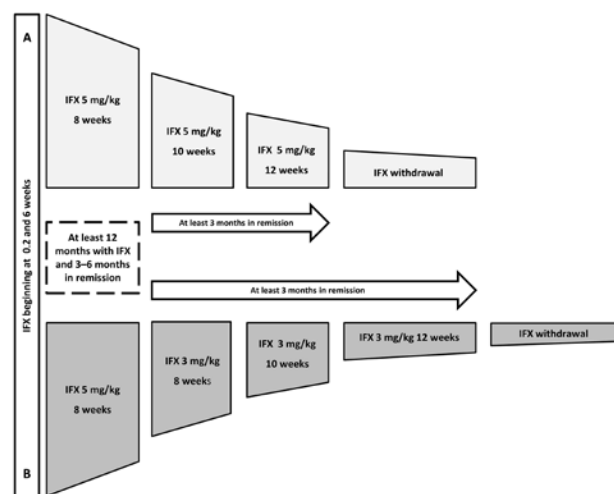 A
IFX beginning at 0.2 and 6 weeks
IFX 5 mg/kg
8 weeks
IFX 5 mg/kg
10 weeks
IFX 5 mg/kg
12 weeks
IFX withdrawal
At least 3 months in remission
At least 12
months with IFX
and 3–6 months
in remission
At least 3 months in remission
IFX 5 mg/kg
8 weeks
IFX 3 mg/kg
8 weeks
IFX 3 mg/kg
10 weeks
IFX 3 mg/kg 12 weeks
IFX withdrawal
B